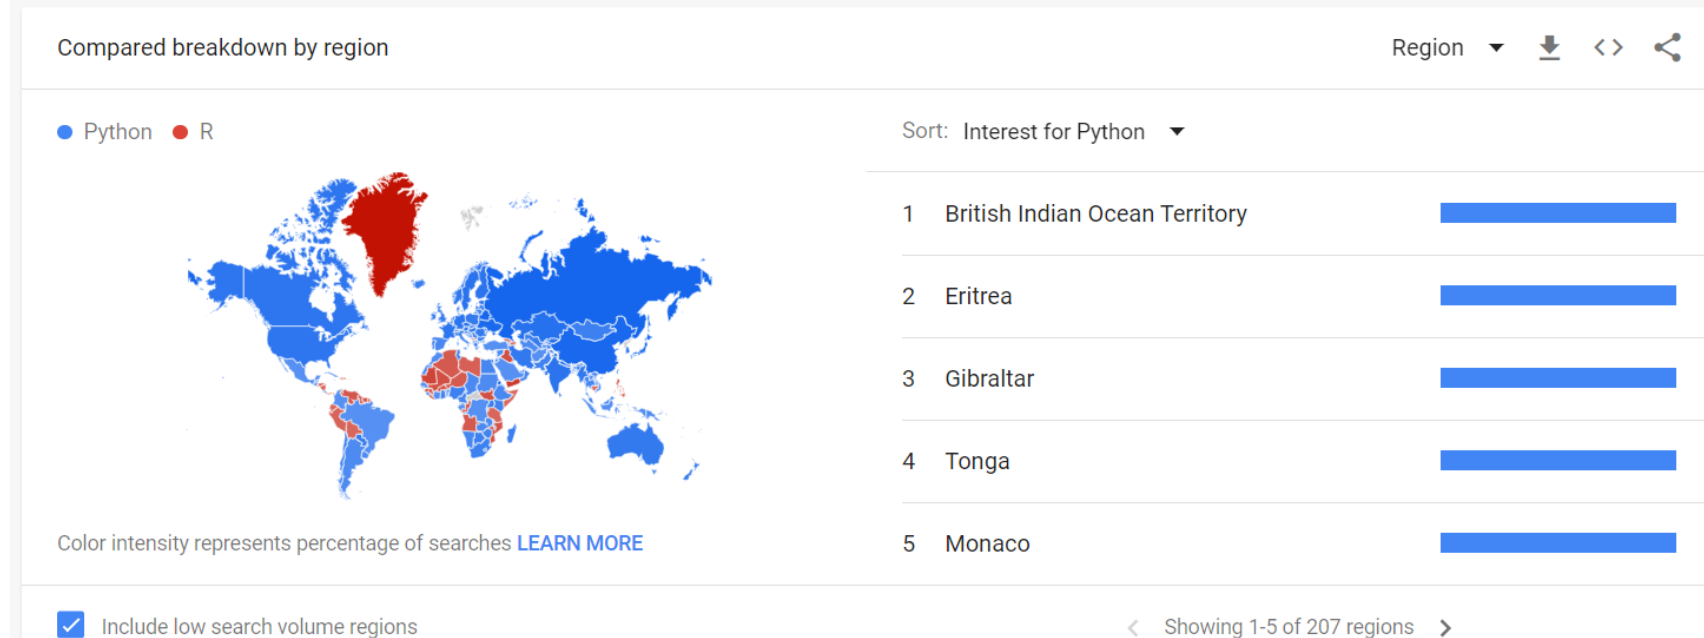 Compared breakdown by region
Region
Python R
Sort: Interest for Python
1 British Indian Ocean Territory
2 Eritrea
3 Gibraltar
4 Tonga
5 Monaco
Color intensity represents percentage of searches LEARN MORE
Include low search volume regions
Showing 1-5 of 207 regions